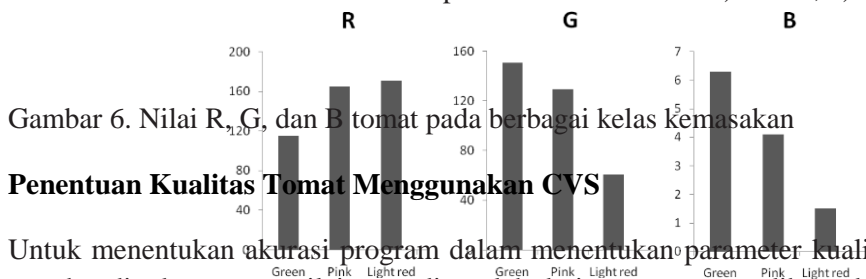 R G B
200 160 7
6
160
120 5
Gambar 6. Nilai R, G, dan B tomat pada berbagai kelas kemasakan
120 4
80 3
80
Penentuan Kualitas Tomat Menggunakan CVS
2
40 40
1
0 0
Untuk menentukan akurasi program dalam menentukan parameter kuali
Green Pink Light red Green Pink Light red Green Pink Light red